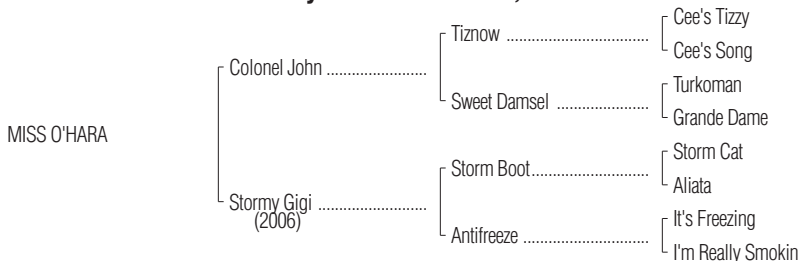 Cee's Tizzy
Tiznow ..................................
Cee's Song
Colonel John ........................
Turkoman
Sweet Damsel ......................
Grande Dame
MISS O'HARA
Storm Cat
Storm Boot............................
Aliata
Stormy Gigi ..........................
(2006)
It's Freezing
Antifreeze ..............................
I'm Really Smokin